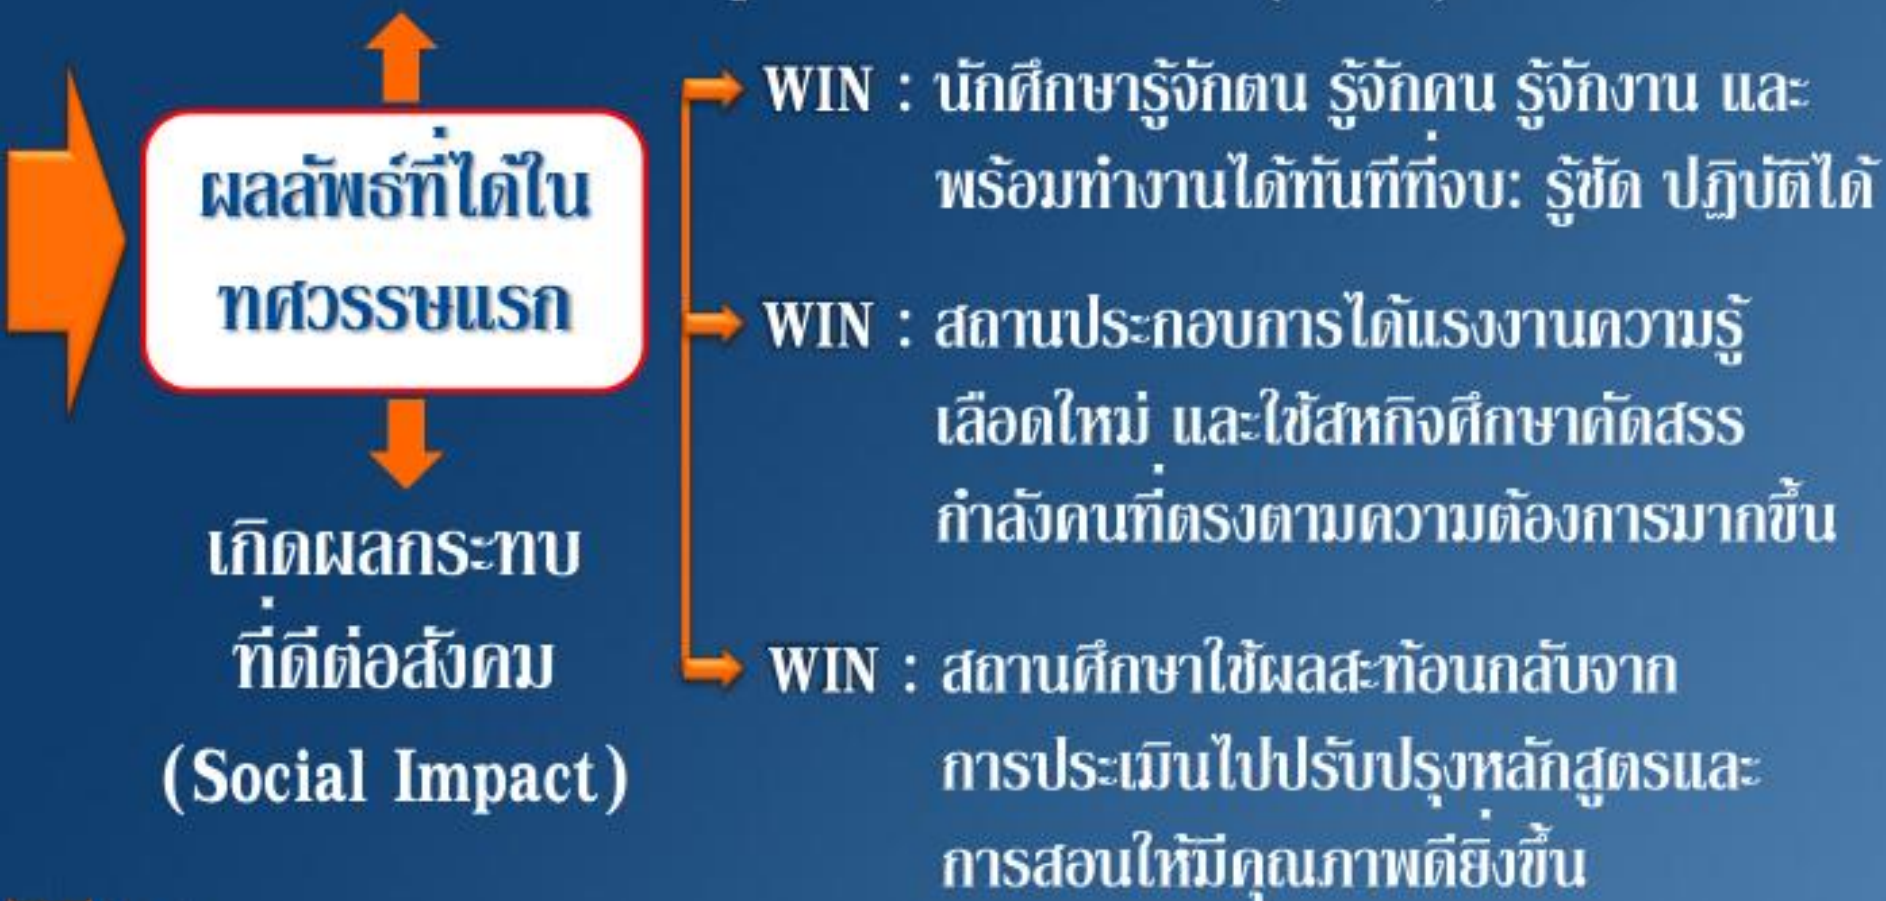 ผลลัพธ์ที่ได้ใน
ทศวรรษแรก
เกิดผลกระทบ
ที่ดีต่อสังคม
(Social Impact)
WIN : นักศึกษารู้จักตน รู้จักคน รู้จักงาน และ
พร้อมทำงานได้ทันทีที่จบ: รู้ชัด ปฏิบัติได้
WIN : สถานประกอบการได้แรงงานความรู้
เลือดใหม่ และใช้สหกิจศึกษาคัดสรร
กำลังคนที่ตรงตามความต้องการมากขึ้น
WIN : สถานศึกษาใช้ผลสะท้อนกลับจาก
การประเมินไปปรับปรุงหลักสูตรและ
การสอนให้มีคุณภาพดียิ่งขึ้น